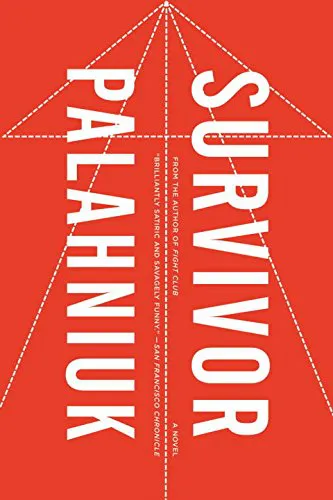 SURVIVOR
FROM THE AUTHOR OF FIGHT CLUB
A NOVEL
"BRILLIANTLY SATIRIC AND SAVAGELY FUNNY." — SAN FRANCISCO CHRONICLE
PALAHNIUK